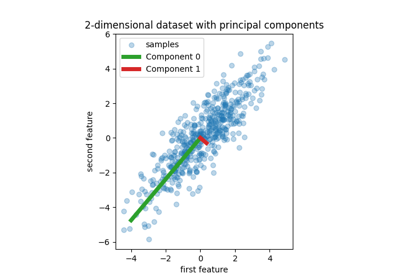 2-dimensional dataset with principal components
samples
Component 0
Component 1
6
4
2
0
−2
−4
−6
second feature
−4 −2 0 2 4
first feature